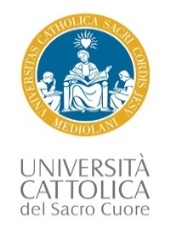 UNIVERSITAS CATHOLICA SACRI CORDIS IESU
MEDIOLANI
UNIVERSITÀ
CATTOLICA
del Sacro Cuore